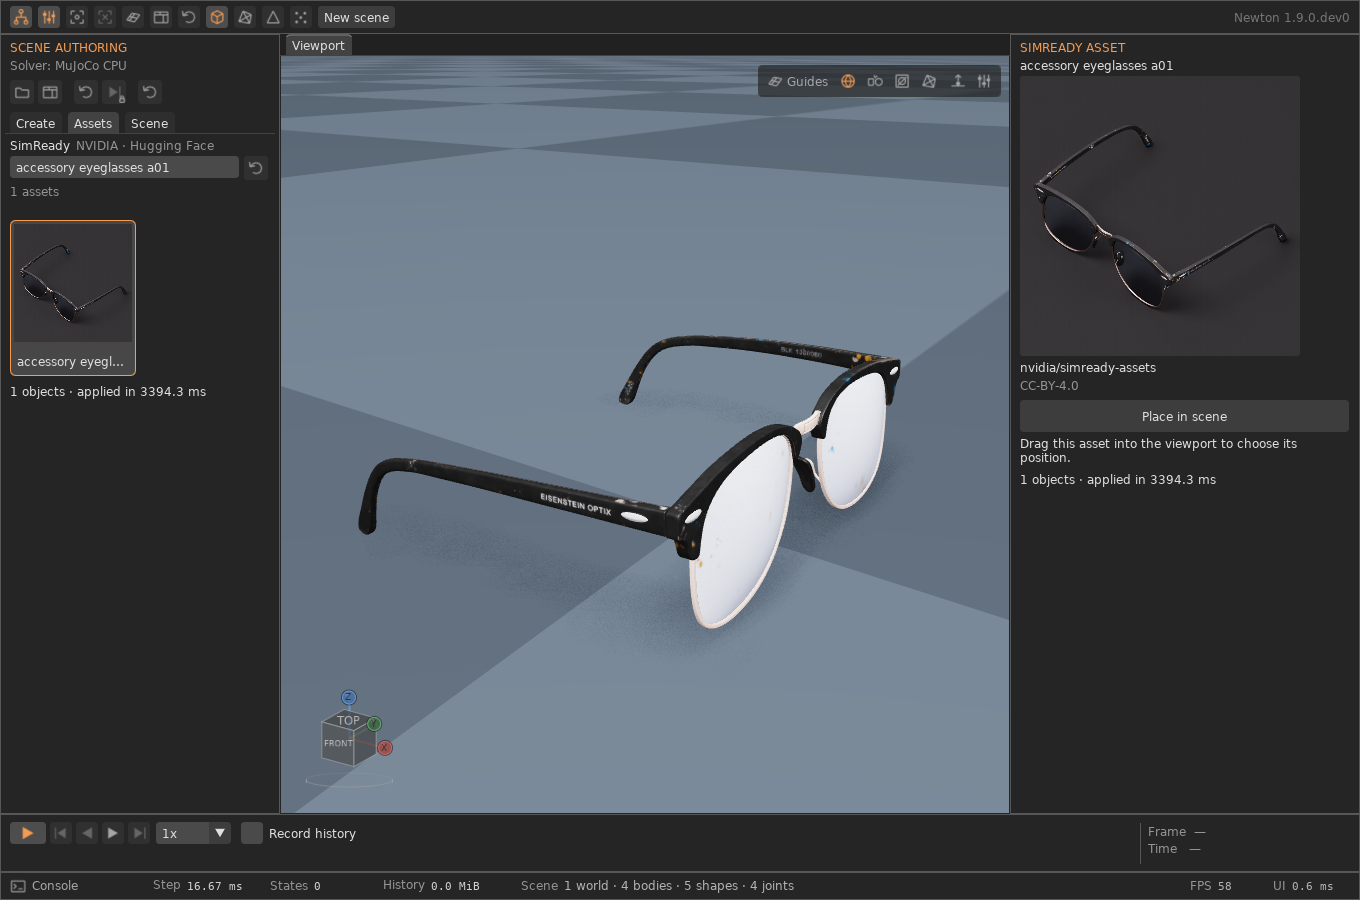 New scene
Newton 1.9.0.dev0
SCENE AUTHORING
Solver: MuJoCo CPU
Create Assets Scene
SimReady NVIDIA · Hugging Face
accessory eyeglasses a01
1 assets
accessory eyegl...
1 objects · applied in 3394.3 ms
Viewport
Guides
EISENSTEIN OPTIX
Z
TOP
Y
FRONT
X
SIMREADY ASSET
accessory eyeglasses a01
nvidia/simready-assets
CC-BY-4.0
Place in scene
Drag this asset into the viewport to choose its
position.
1 objects · applied in 3394.3 ms
1x
Record history
Frame —
Time —
Console
Step 16.67 ms
States 0
History 0.0 MiB
Scene 1 world · 4 bodies · 5 shapes · 4 joints
FPS 58
UI 0.6 ms